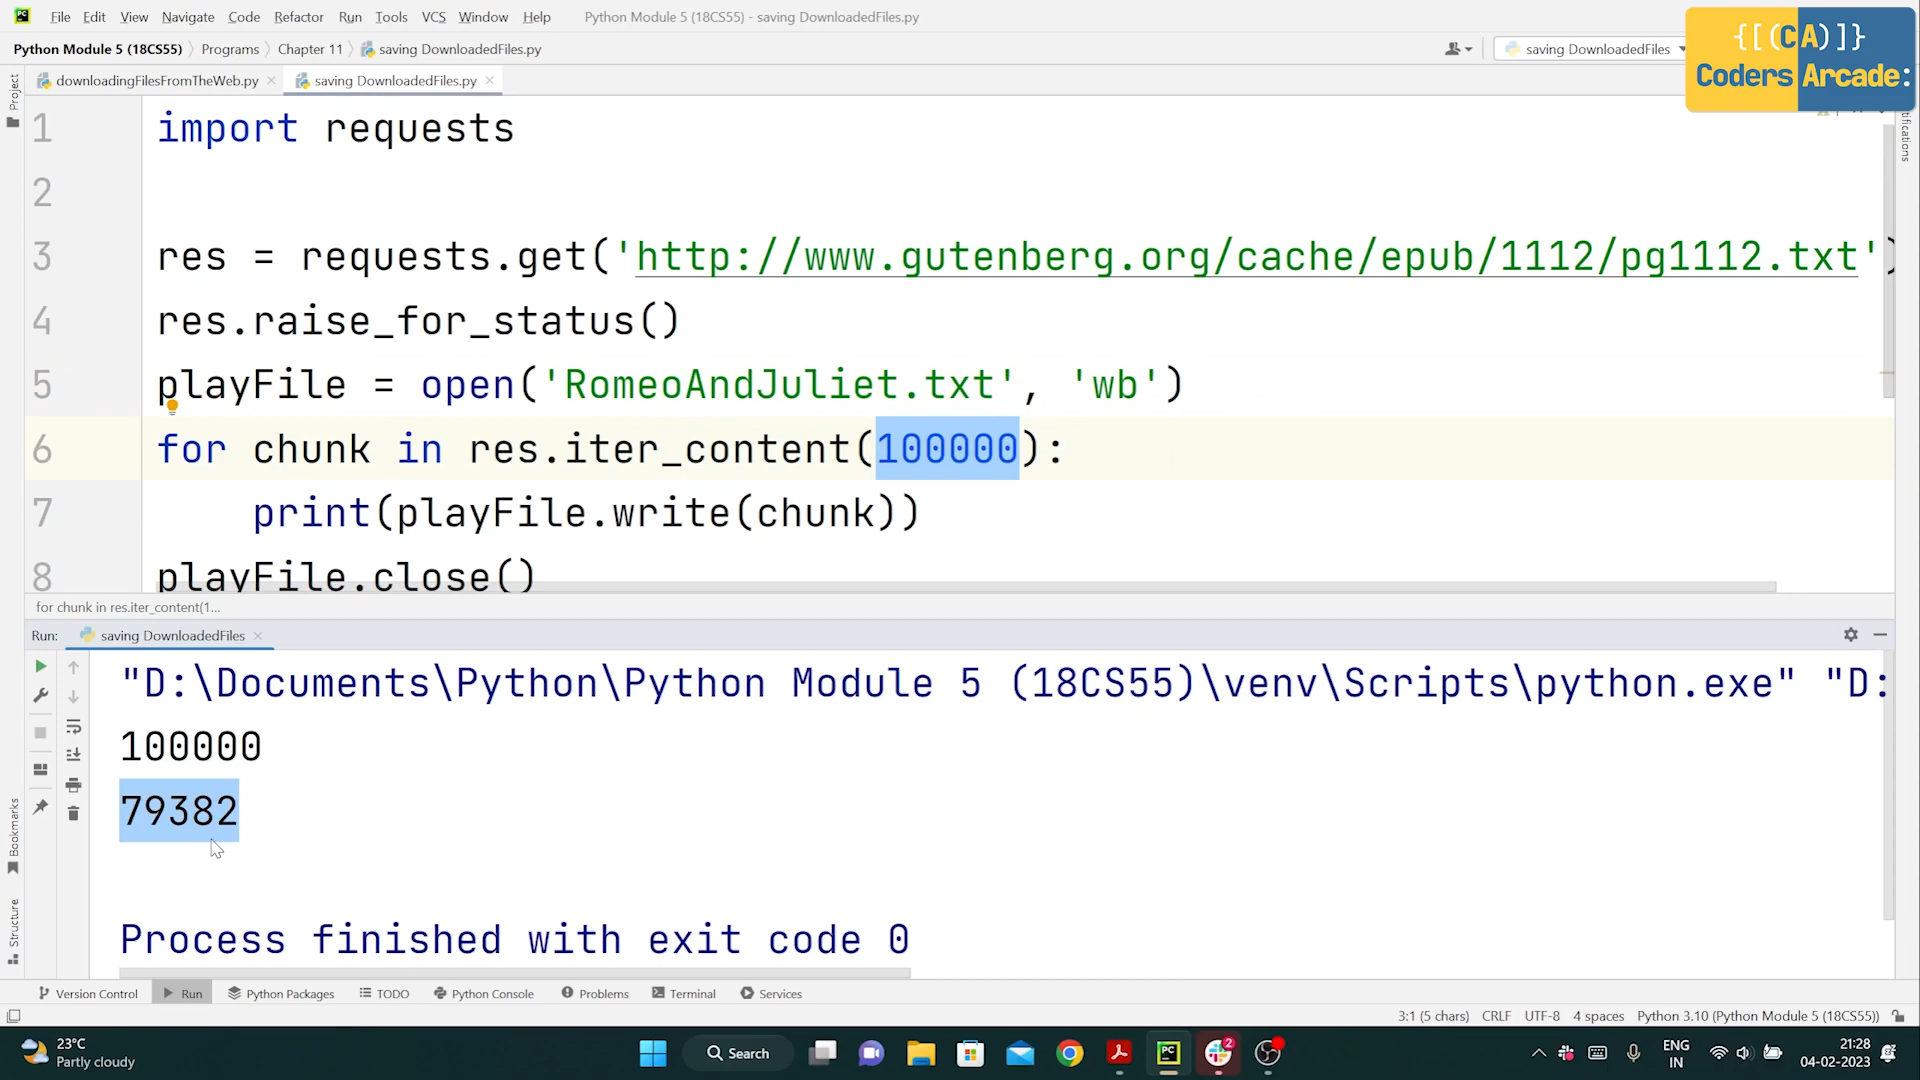 File Edit View Navigate Code Refactor Run Tools VCS Window Help Python Module 5 (18CS55) - saving DownloadedFiles.py
{[(CA)]}
Coders Arcade:
Python Module 5 (18CS55) Programs Chapter 11 saving DownloadedFiles.py saving DownloadedFiles
downloadingFilesFromTheWeb.py saving DownloadedFiles.py
Project
1 import requests
2
3 res = requests.get('http://www.gutenberg.org/cache/epub/1112/pg1112.txt')
4 res.raise_for_status()
5 playFile = open('RomeoAndJuliet.txt', 'wb')
6 for chunk in res.iter_content(100000):
7 print(playFile.write(chunk))
8 playFile.close()
for chunk in res.iter_content(1...
Run: saving DownloadedFiles
"D:\Documents\Python\Python Module 5 (18CS55)\venv\Scripts\python.exe" "D:
100000
79382
Process finished with exit code 0
Bookmarks
Structure
Version Control Run Python Packages TODO Python Console Problems Terminal Services
3:1 (5 chars) CRLF UTF-8 4 spaces Python 3.10 (Python Module 5 (18CS55))
23°C
Partly cloudy
Search
2
ENG
IN
21:28
04-02-2023